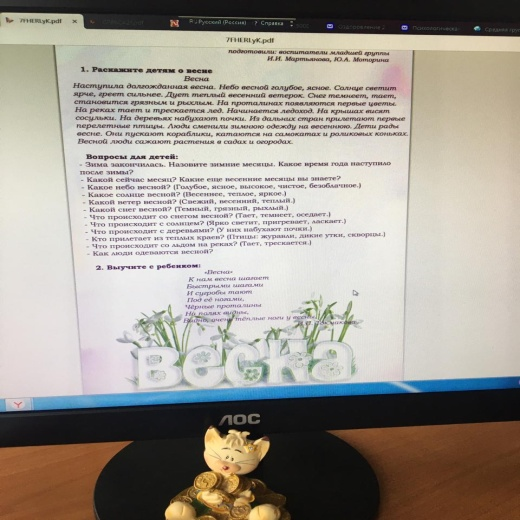 7FHERLyK.pdf
Русский (Россия)
Справка
7FHERLyK.pdf
подготовили: воспитатели младшей группы
И.Н. Мартьянова, Ю.А. Моторина
1. Расскажите детям о весне
Весна
Наступила долгожданная весна. Небо весной голубое, ясное. Солнце светит
ярче, греет сильнее. Дует теплый весенний ветерок. Снег темнеет, тает,
становится грязным и рыхлым. На проталинах появляются первые цветы.
На реках тает и трескается лед. Начинается ледоход. На крышах висят
сосульки. На деревьях набухают почки. Из дальних стран прилетают первые
перелетные птицы. Люди сменили зимнюю одежду на весеннюю. Дети рады
весне. Они пускают кораблики, катаются на самокатах и роликовых коньках.
Весной люди сажают растения в садах и огородах.
Вопросы для детей:
- Зима закончилась. Назовите зимние месяцы. Какое время года наступило
после зимы?
- Какой сейчас месяц? Какие еще весенние месяцы вы знаете?
- Какое небо весной? (Голубое, ясное, высокое, чистое, безоблачное.)
- Какое солнце весной? (Весеннее, теплое, яркое.)
- Какой ветер весной? (Свежий, весенний, теплый.)
- Какой снег весной? (Темный, грязный, рыхлый.)
- Что происходит со снегом весной? (Тает, темнеет, оседает.)
- Что происходит с солнцем? (Ярко светит, пригревает, ласкает.)
- Что происходит с деревьями? (У них набухают почки.)
- Кто прилетает из теплых краев? (Птицы: журавли, дикие утки, скворцы.)
- Что происходит со льдом на реках? (Тает, трескается.)
- Как люди одеваются весной?
2. Выучите с ребенком:
«Весна»
К нам весна шагает
Быстрыми шагами
И сугробы тают
Под её ногами,
Чёрные проталины
На полях видны,
очень тёплые ноги у весны.
Весна
AOC